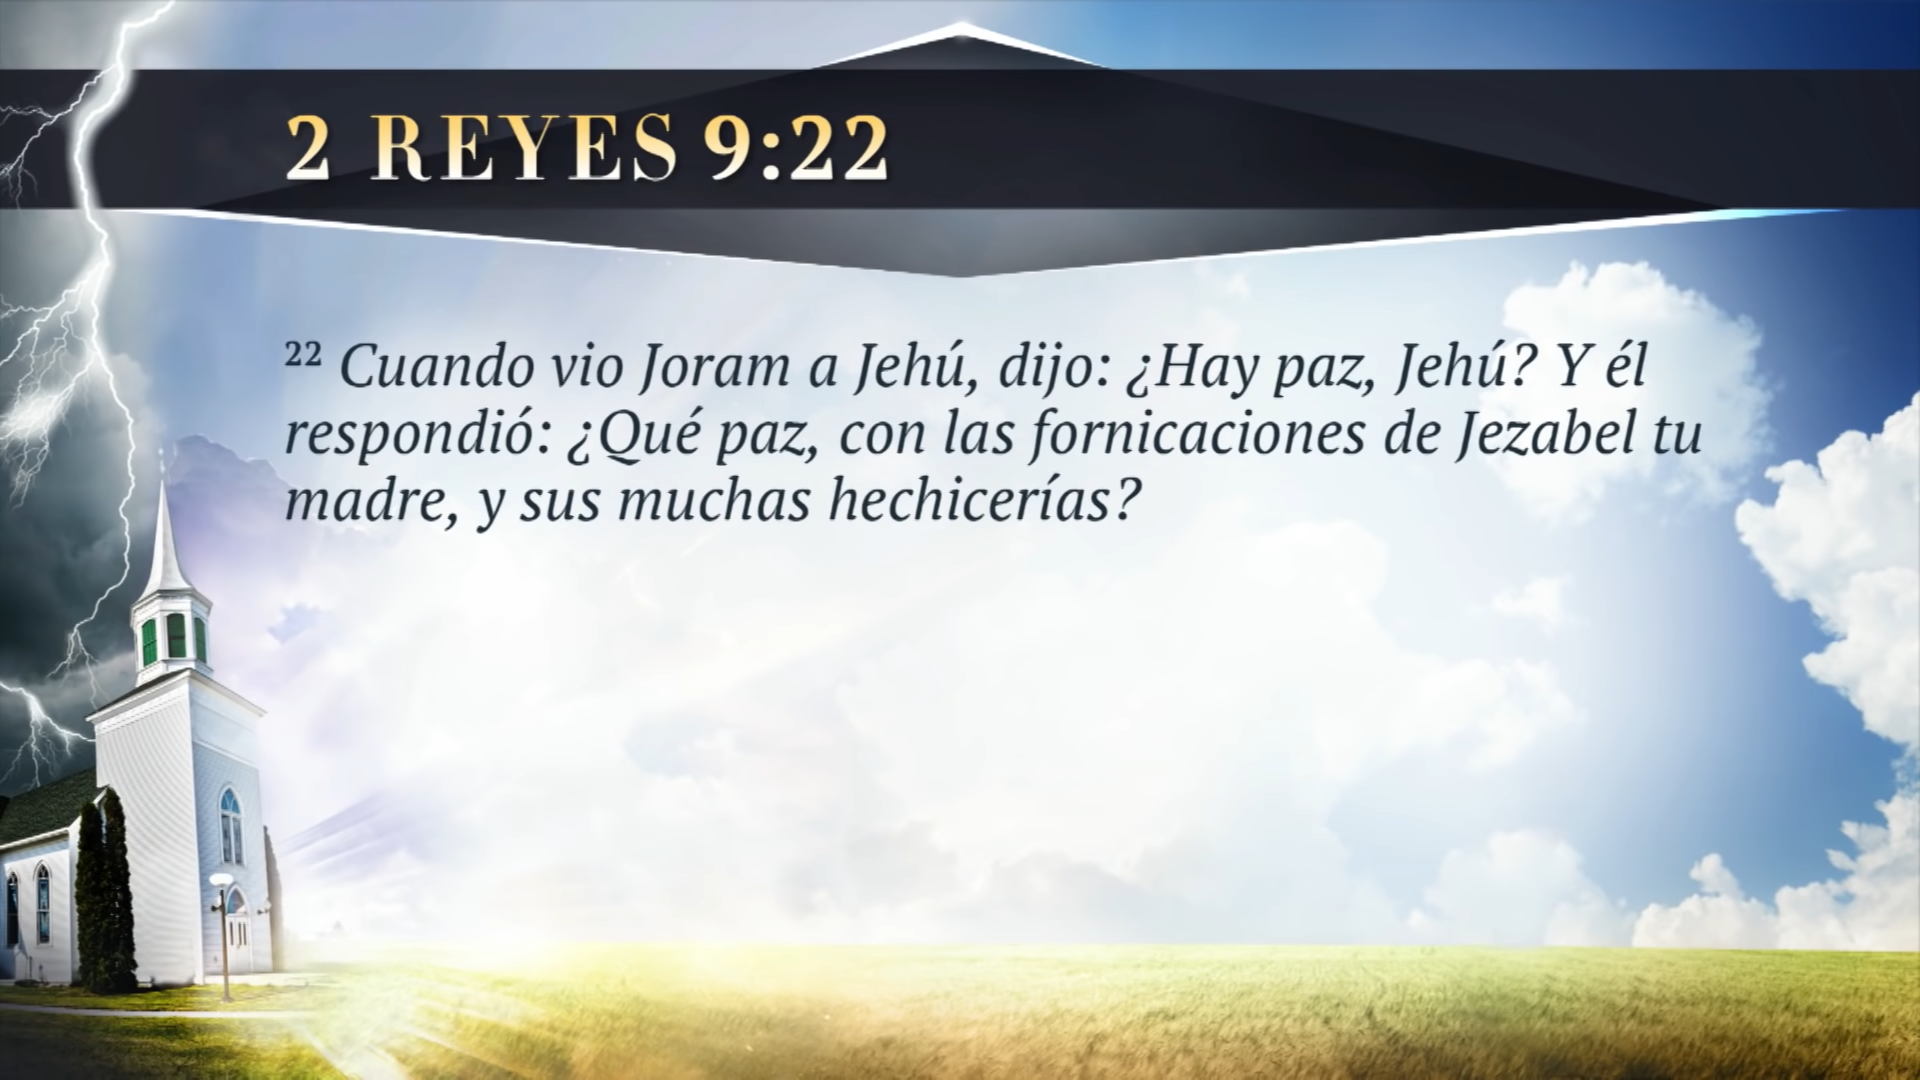 2 REYES 9:22
22 Cuando vio Joram a Jehú, dijo: ¿Hay paz, Jehú? Y él
respondió: ¿Qué paz, con las fornicaciones de Jezabel tu
madre, y sus muchas hechicerías?